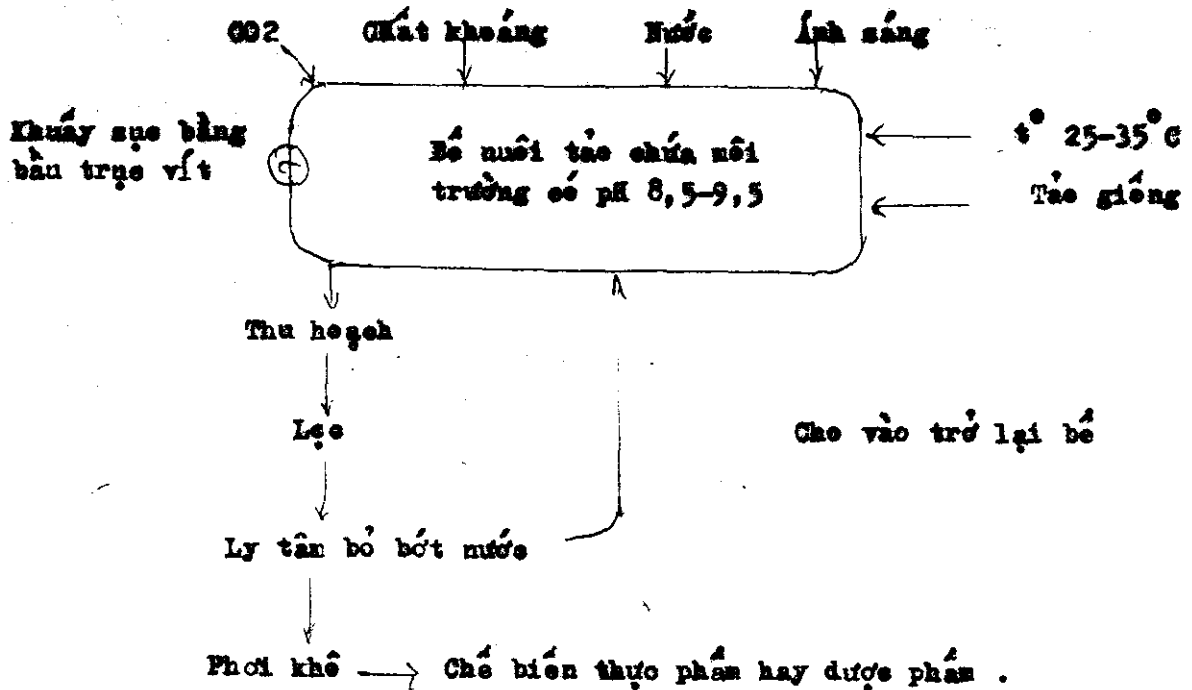 CO2 Chất khoáng Nước Ánh sáng
Khuấy sục bằng
bằn trục vít
Bể nuôi tảo chứa môi
trường có pH 8,5-9,5
t° 25-35°C
Tảo giống
Thu hoạch
Lọc
Cho vào trở lại bể
Ly tâm bỏ bớt nước
Phơi khô → Chế biến thực phẩm hay dược phẩm .